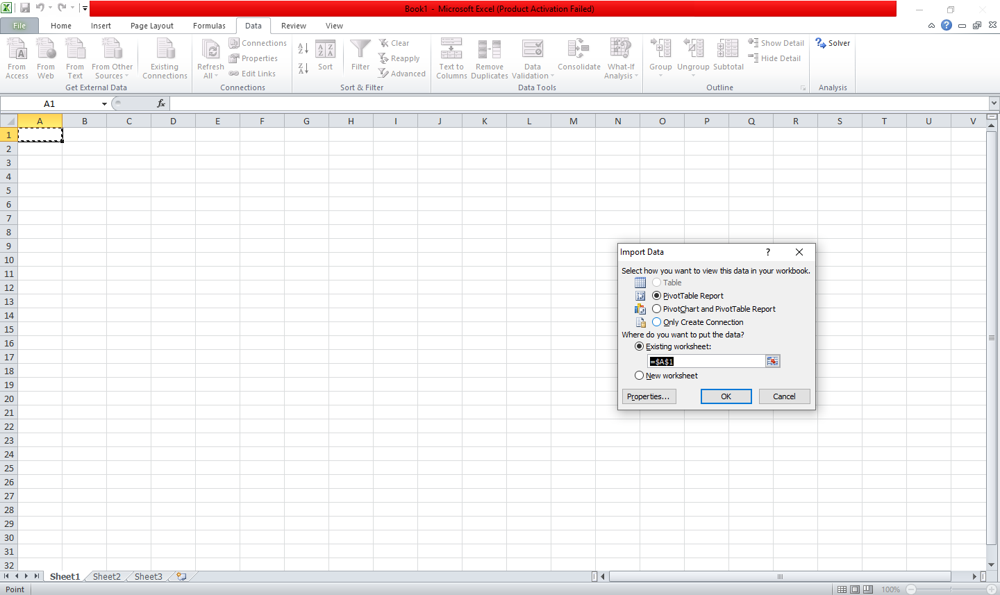 Book1 - Microsoft Excel (Product Activation Failed)
File Home Insert Page Layout Formulas Data Review View
From Access
From Web
From Text
From Other Sources
Existing Connections
Get External Data
Refresh All
Connections
Properties
Edit Links
Connections
Sort
Filter
Clear
Reapply
Advanced
Sort & Filter
Text to Columns
Remove Duplicates
Data Validation
Consolidate
What-If Analysis
Data Tools
Group
Ungroup
Subtotal
Show Detail
Hide Detail
Outline
Solver
Analysis
A1 fx
A B C D E F G H I J K L M N O P Q R S T U V
1
2
3
4
5
6
7
8
9
10
11
12
13
14
15
16
17
18
19
20
21
22
23
24
25
26
27
28
29
30
31
32
Import Data ?
Select how you want to view this data in your workbook.
Table
PivotTable Report
PivotChart and PivotTable Report
Only Create Connection
Where do you want to put the data?
Existing worksheet:
=$A$1
New worksheet
Properties... OK Cancel
Sheet1 Sheet2 Sheet3
Point 100%